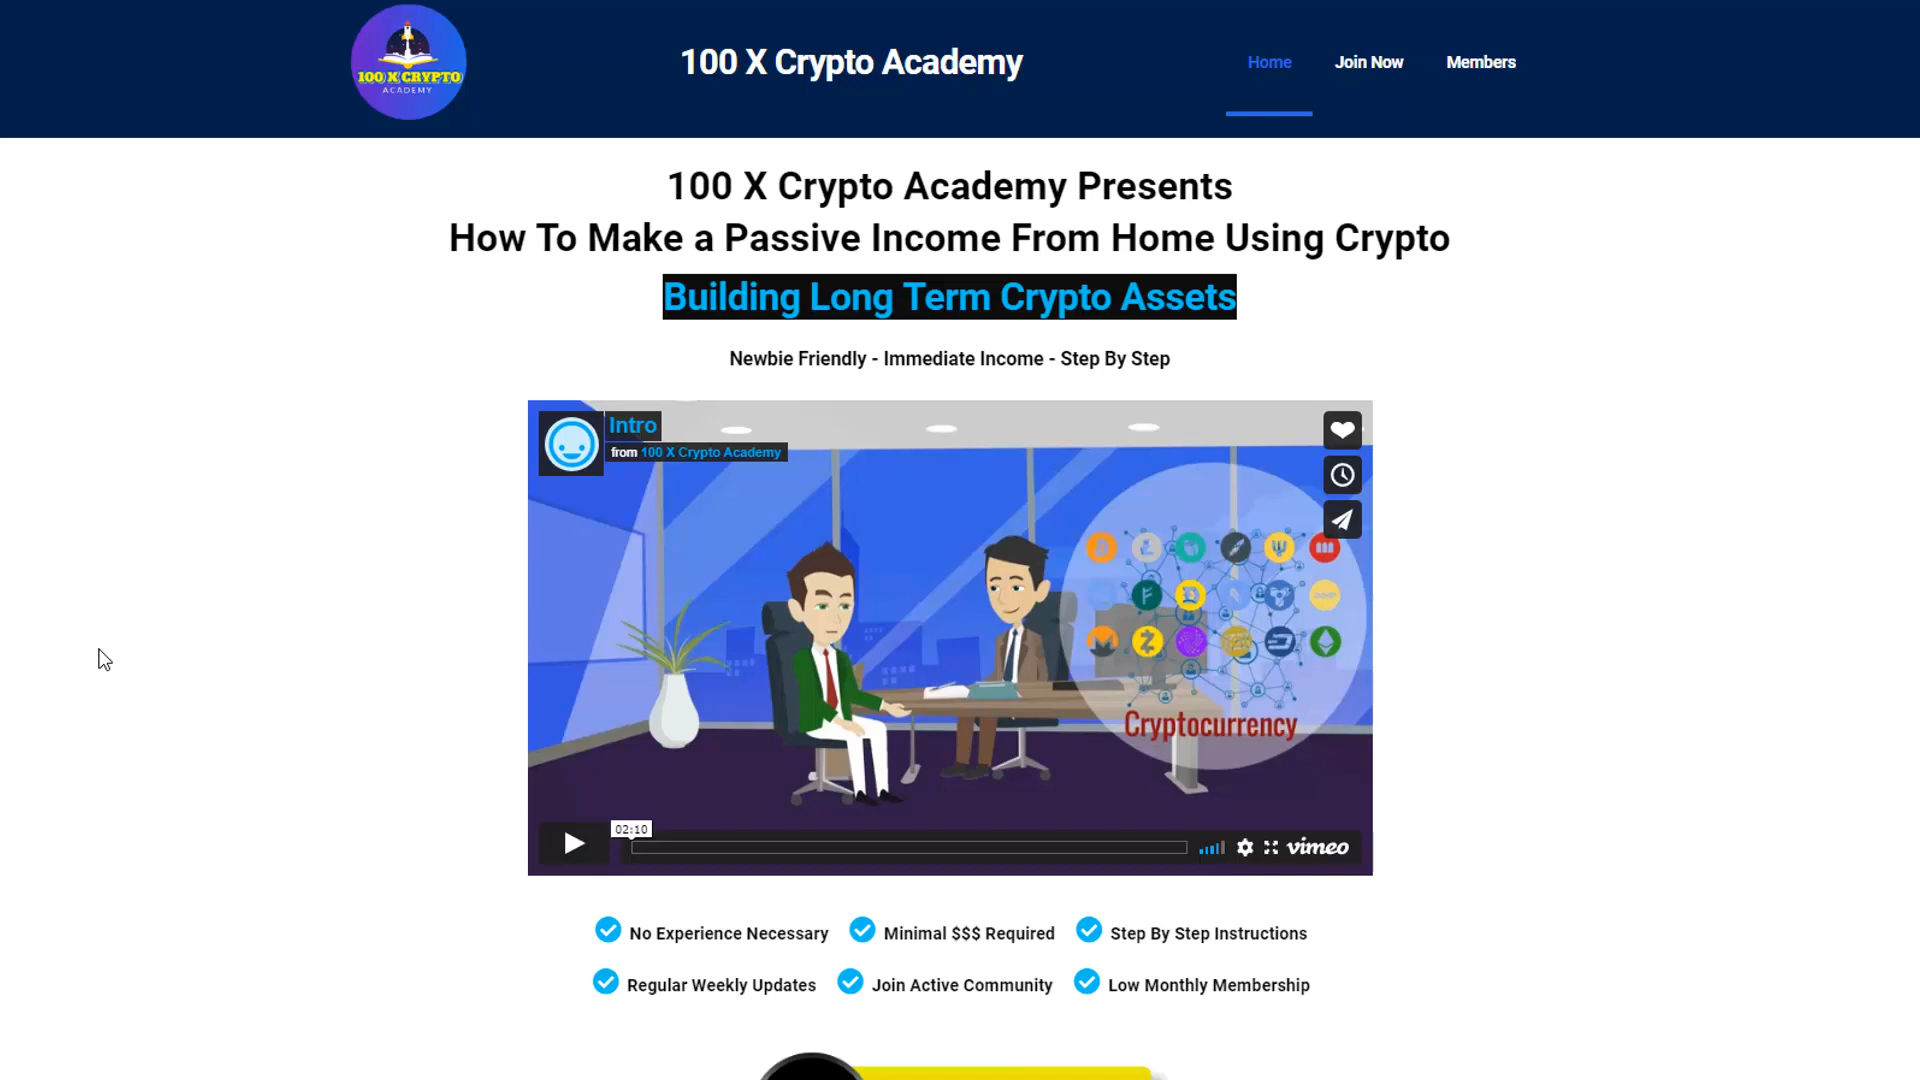 100 X CRYPTO
ACADEMY
100 X Crypto Academy
Home
Join Now
Members
100 X Crypto Academy Presents
How To Make a Passive Income From Home Using Crypto
Building Long Term Crypto Assets
Newbie Friendly - Immediate Income - Step By Step
Intro
from 100 X Crypto Academy
Cryptocurrency
02:10
vimeo
No Experience Necessary
Minimal $$$ Required
Step By Step Instructions
Regular Weekly Updates
Join Active Community
Low Monthly Membership